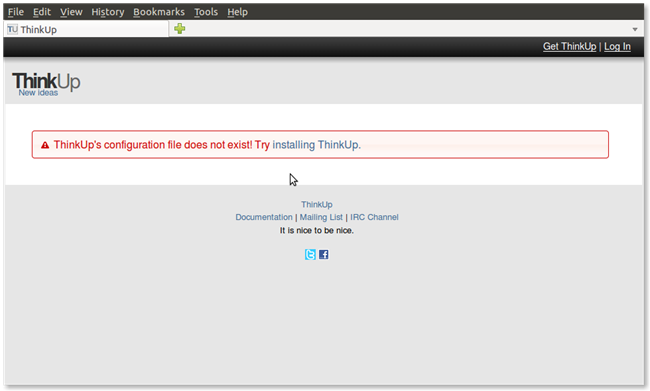 File Edit View History Bookmarks Tools Help
TU ThinkUp
Get ThinkUp | Log In
ThinkUp
New ideas
ThinkUp's configuration file does not exist! Try installing ThinkUp.
ThinkUp
Documentation | Mailing List | IRC Channel
It is nice to be nice.